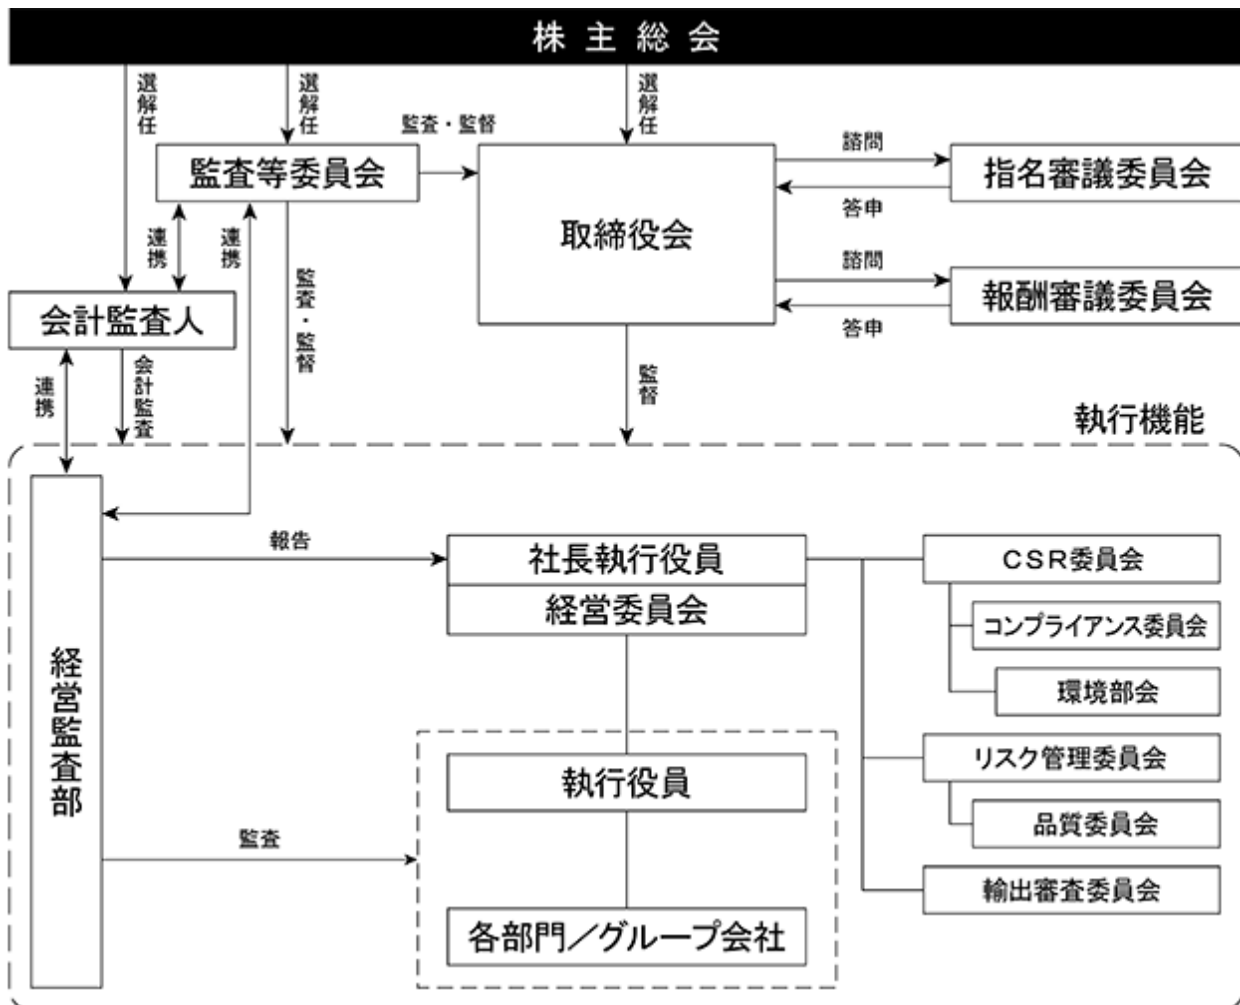 株主総会
選解任
選解任
選解任
監査・監督
監査等委員会
取締役会
諮問
指名審議委員会
答申
連携
連携
諮問
報酬審議委員会
答申
会計監査人
監査・監督
連携
会計監査
監督
執行機能
経営監査部
報告
社長執行役員
経営委員会
CSR委員会
コンプライアンス委員会
環境部会
執行役員
リスク管理委員会
品質委員会
監査
輸出審査委員会
各部門／グループ会社